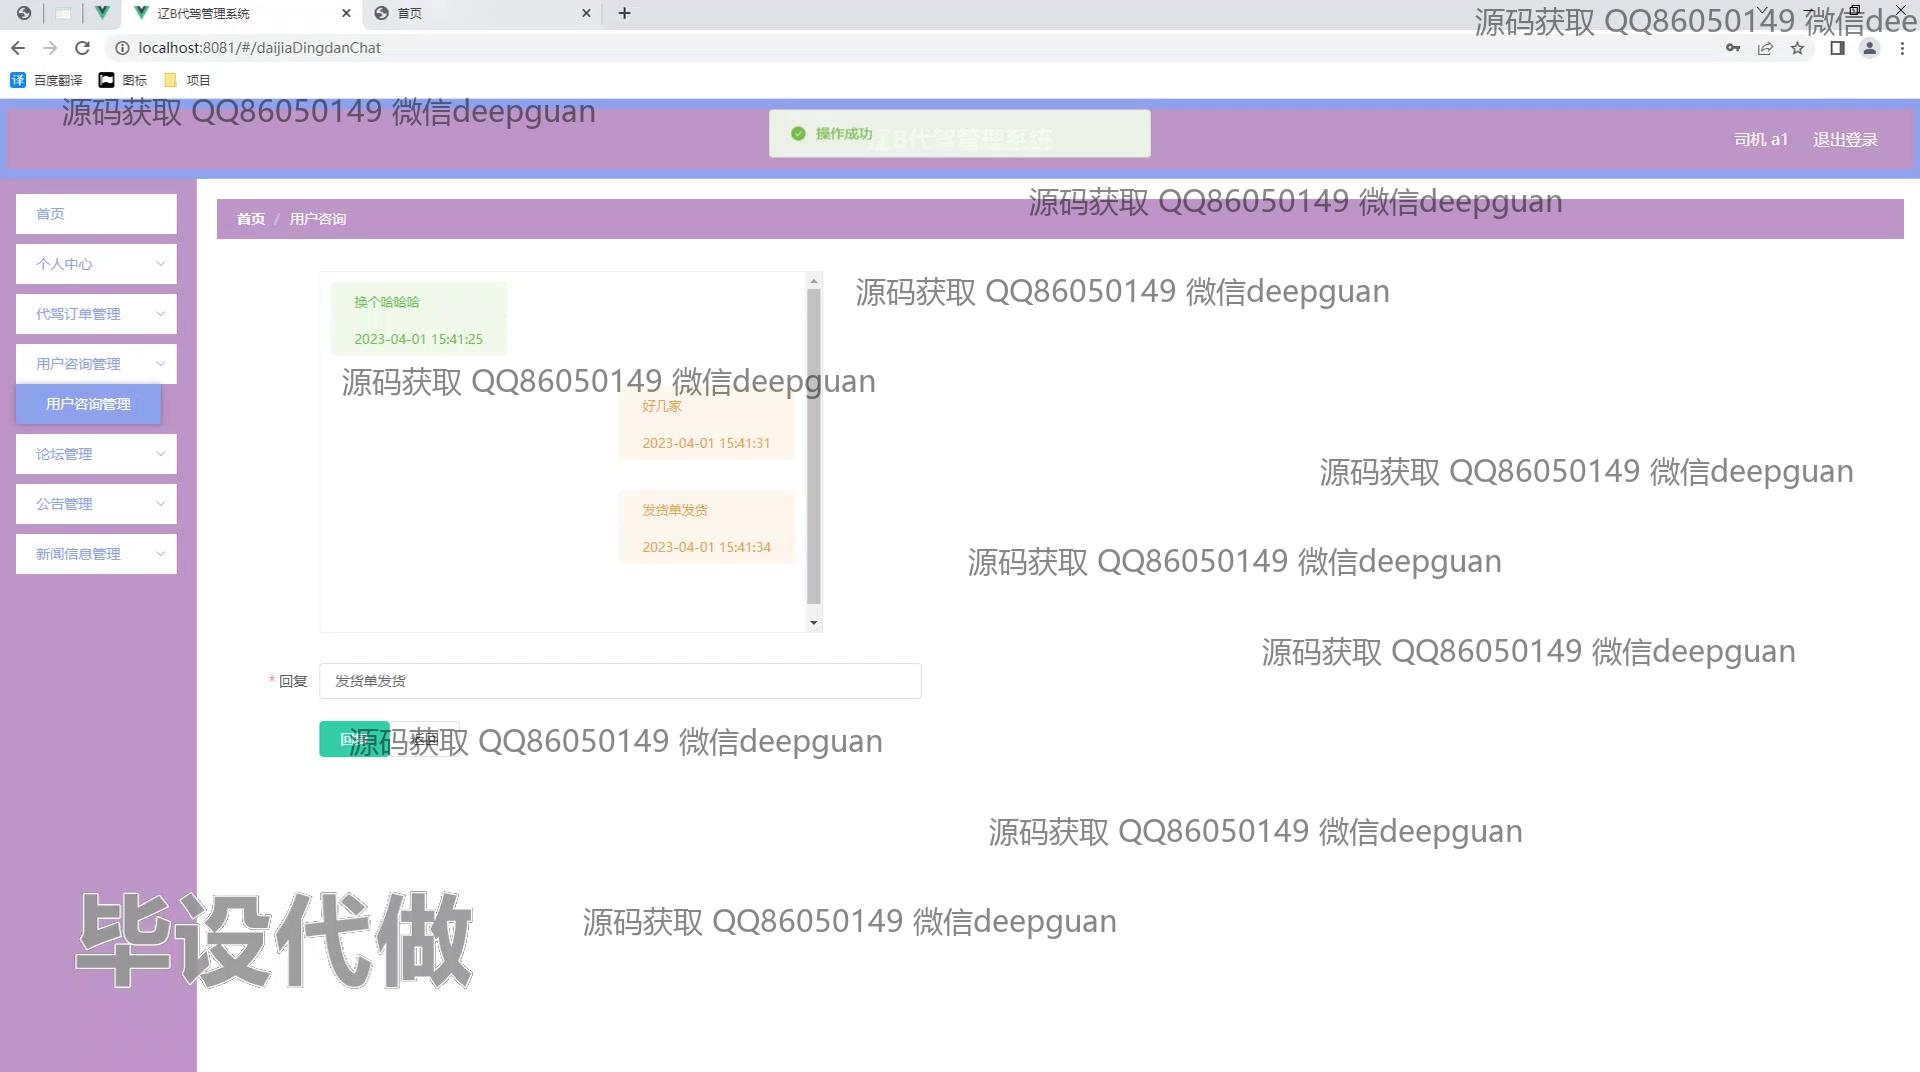 辽B代驾管理系统
首页
localhost:8081/#/daijiaDingdanChat
源码获取 QQ86050149 微信dee
百度翻译
图标
项目
源码获取 QQ86050149 微信deepguan
操作成功
辽B代驾管理系统
司机 a1
退出登录
首页
首页 / 用户咨询
源码获取 QQ86050149 微信deepguan
个人中心
代驾订单管理
用户咨询管理
用户咨询管理
论坛管理
公告管理
新闻信息管理
换个哈哈哈
2023-04-01 15:41:25
源码获取 QQ86050149 微信deepguan
源码获取 QQ86050149 微信deepguan
好几家
2023-04-01 15:41:31
源码获取 QQ86050149 微信deepguan
发货单发货
2023-04-01 15:41:34
源码获取 QQ86050149 微信deepguan
源码获取 QQ86050149 微信deepguan
* 回复
发货单发货
源码获取 QQ86050149 微信deepguan
源码获取 QQ86050149 微信deepguan
源码获取 QQ86050149 微信deepguan
毕设代做